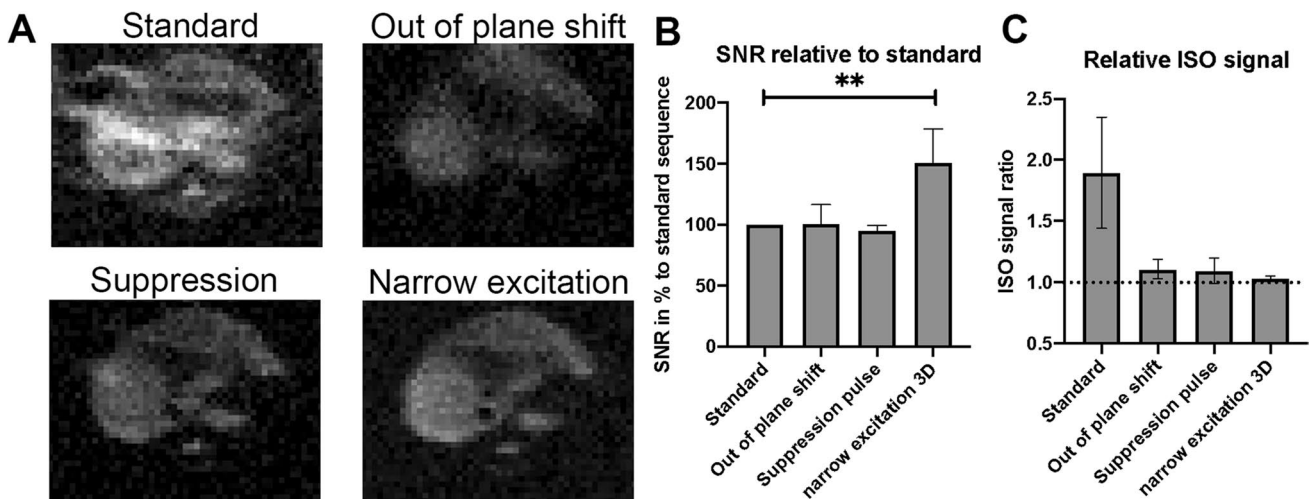 A
Standard
Out of plane shift
Suppression
Narrow excitation
B
SNR relative to standard
**
SNR in % to standard sequence
200
150
100
50
0
Standard
Out of plane shift
Suppression pulse
narrow excitation 3D
C
Relative ISO signal
ISO signal ratio
2.5
2.0
1.5
1.0
0.5
Standard
Out of plane shift
Suppression pulse
narrow excitation 3D